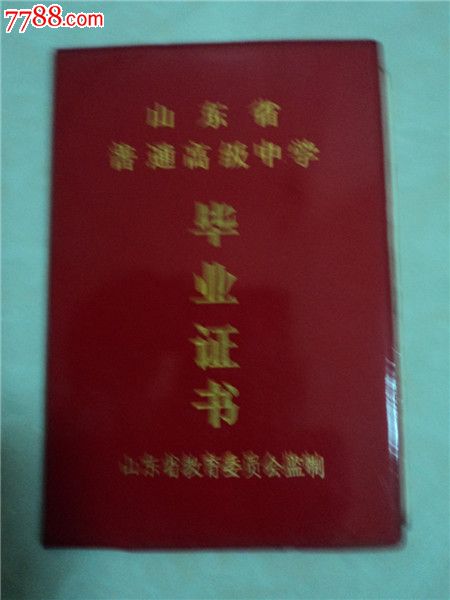 7788.com
山东省
普通高级中学
毕业证书
山东省教育委员会监制